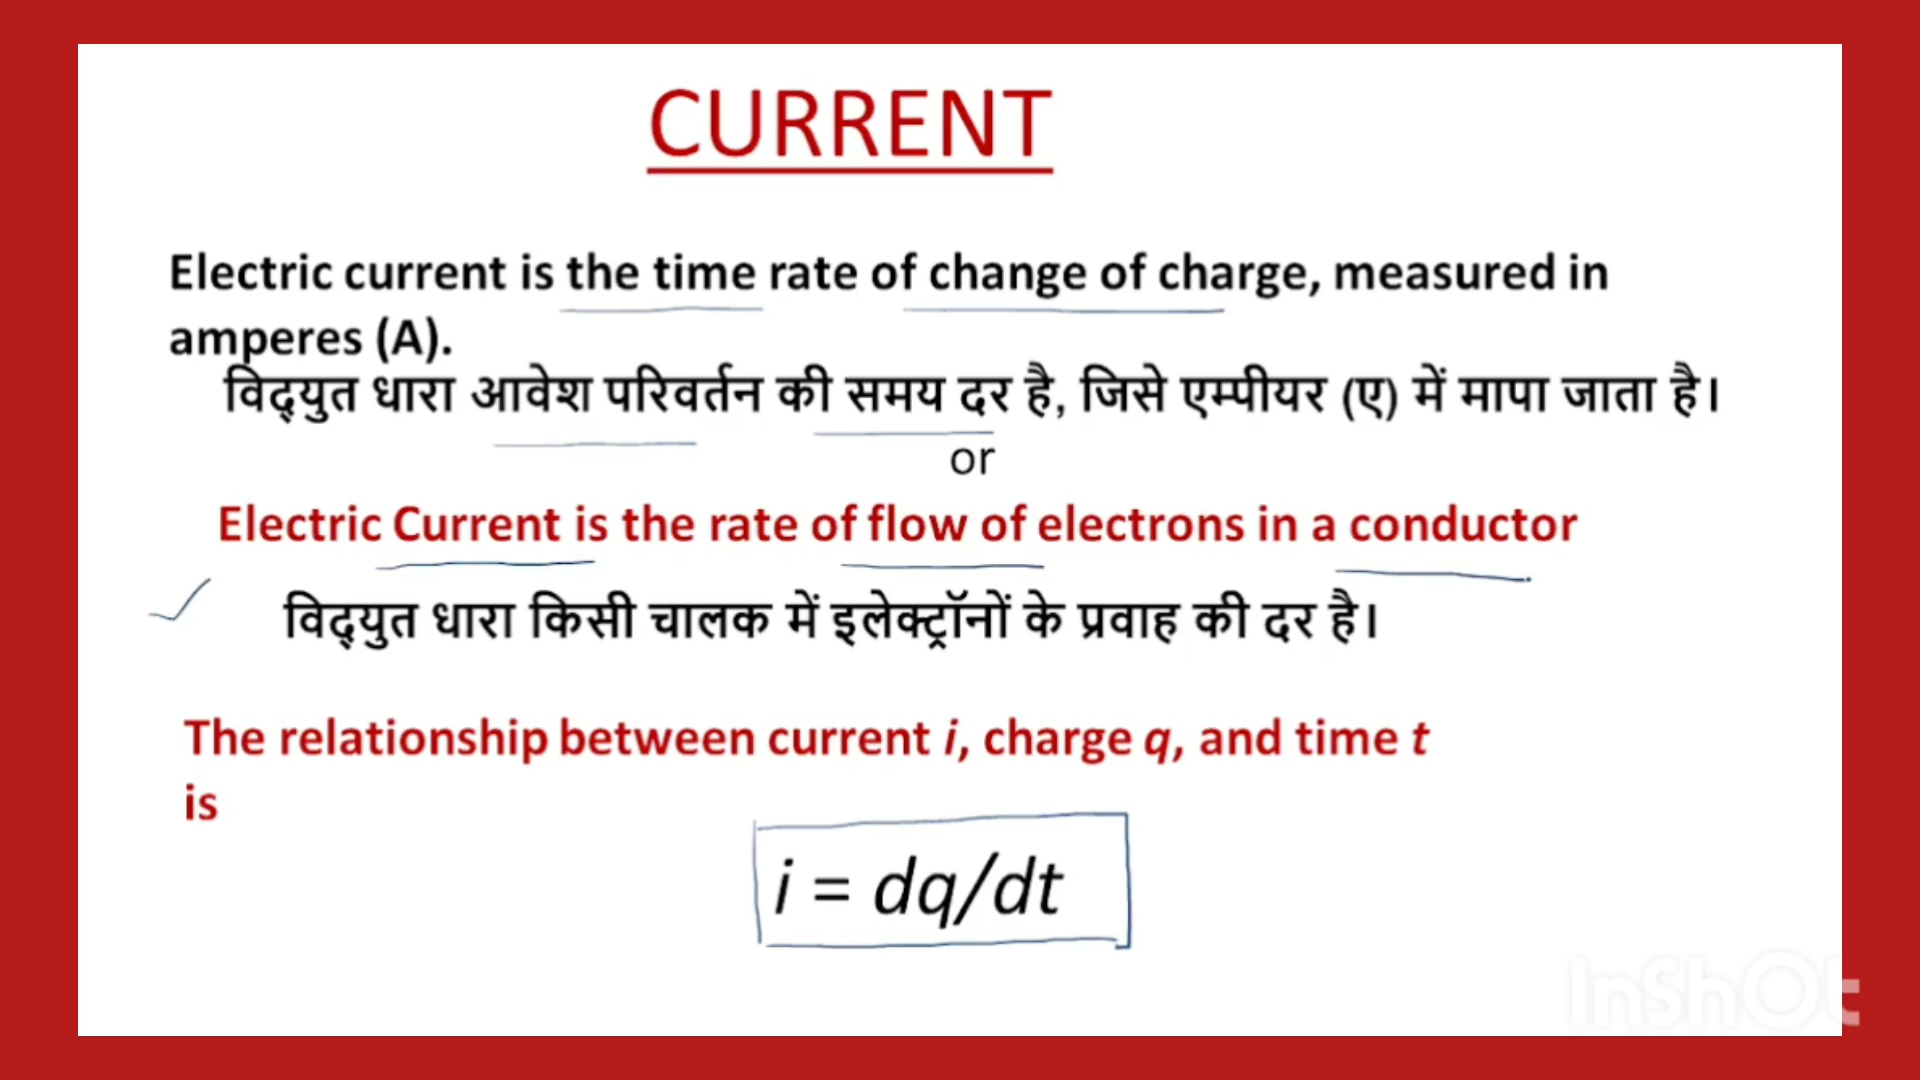 CURRENT
Electric current is the time rate of change of charge, measured in
amperes (A).
विद्युत धारा आवेश परिवर्तन की समय दर है, जिसे एम्पीयर (ए) में मापा जाता है।
or
Electric Current is the rate of flow of electrons in a conductor
विद्युत धारा किसी चालक में इलेक्ट्रॉनों के प्रवाह की दर है।
The relationship between current i, charge q, and time t
is
i = dq/dt
InShOt